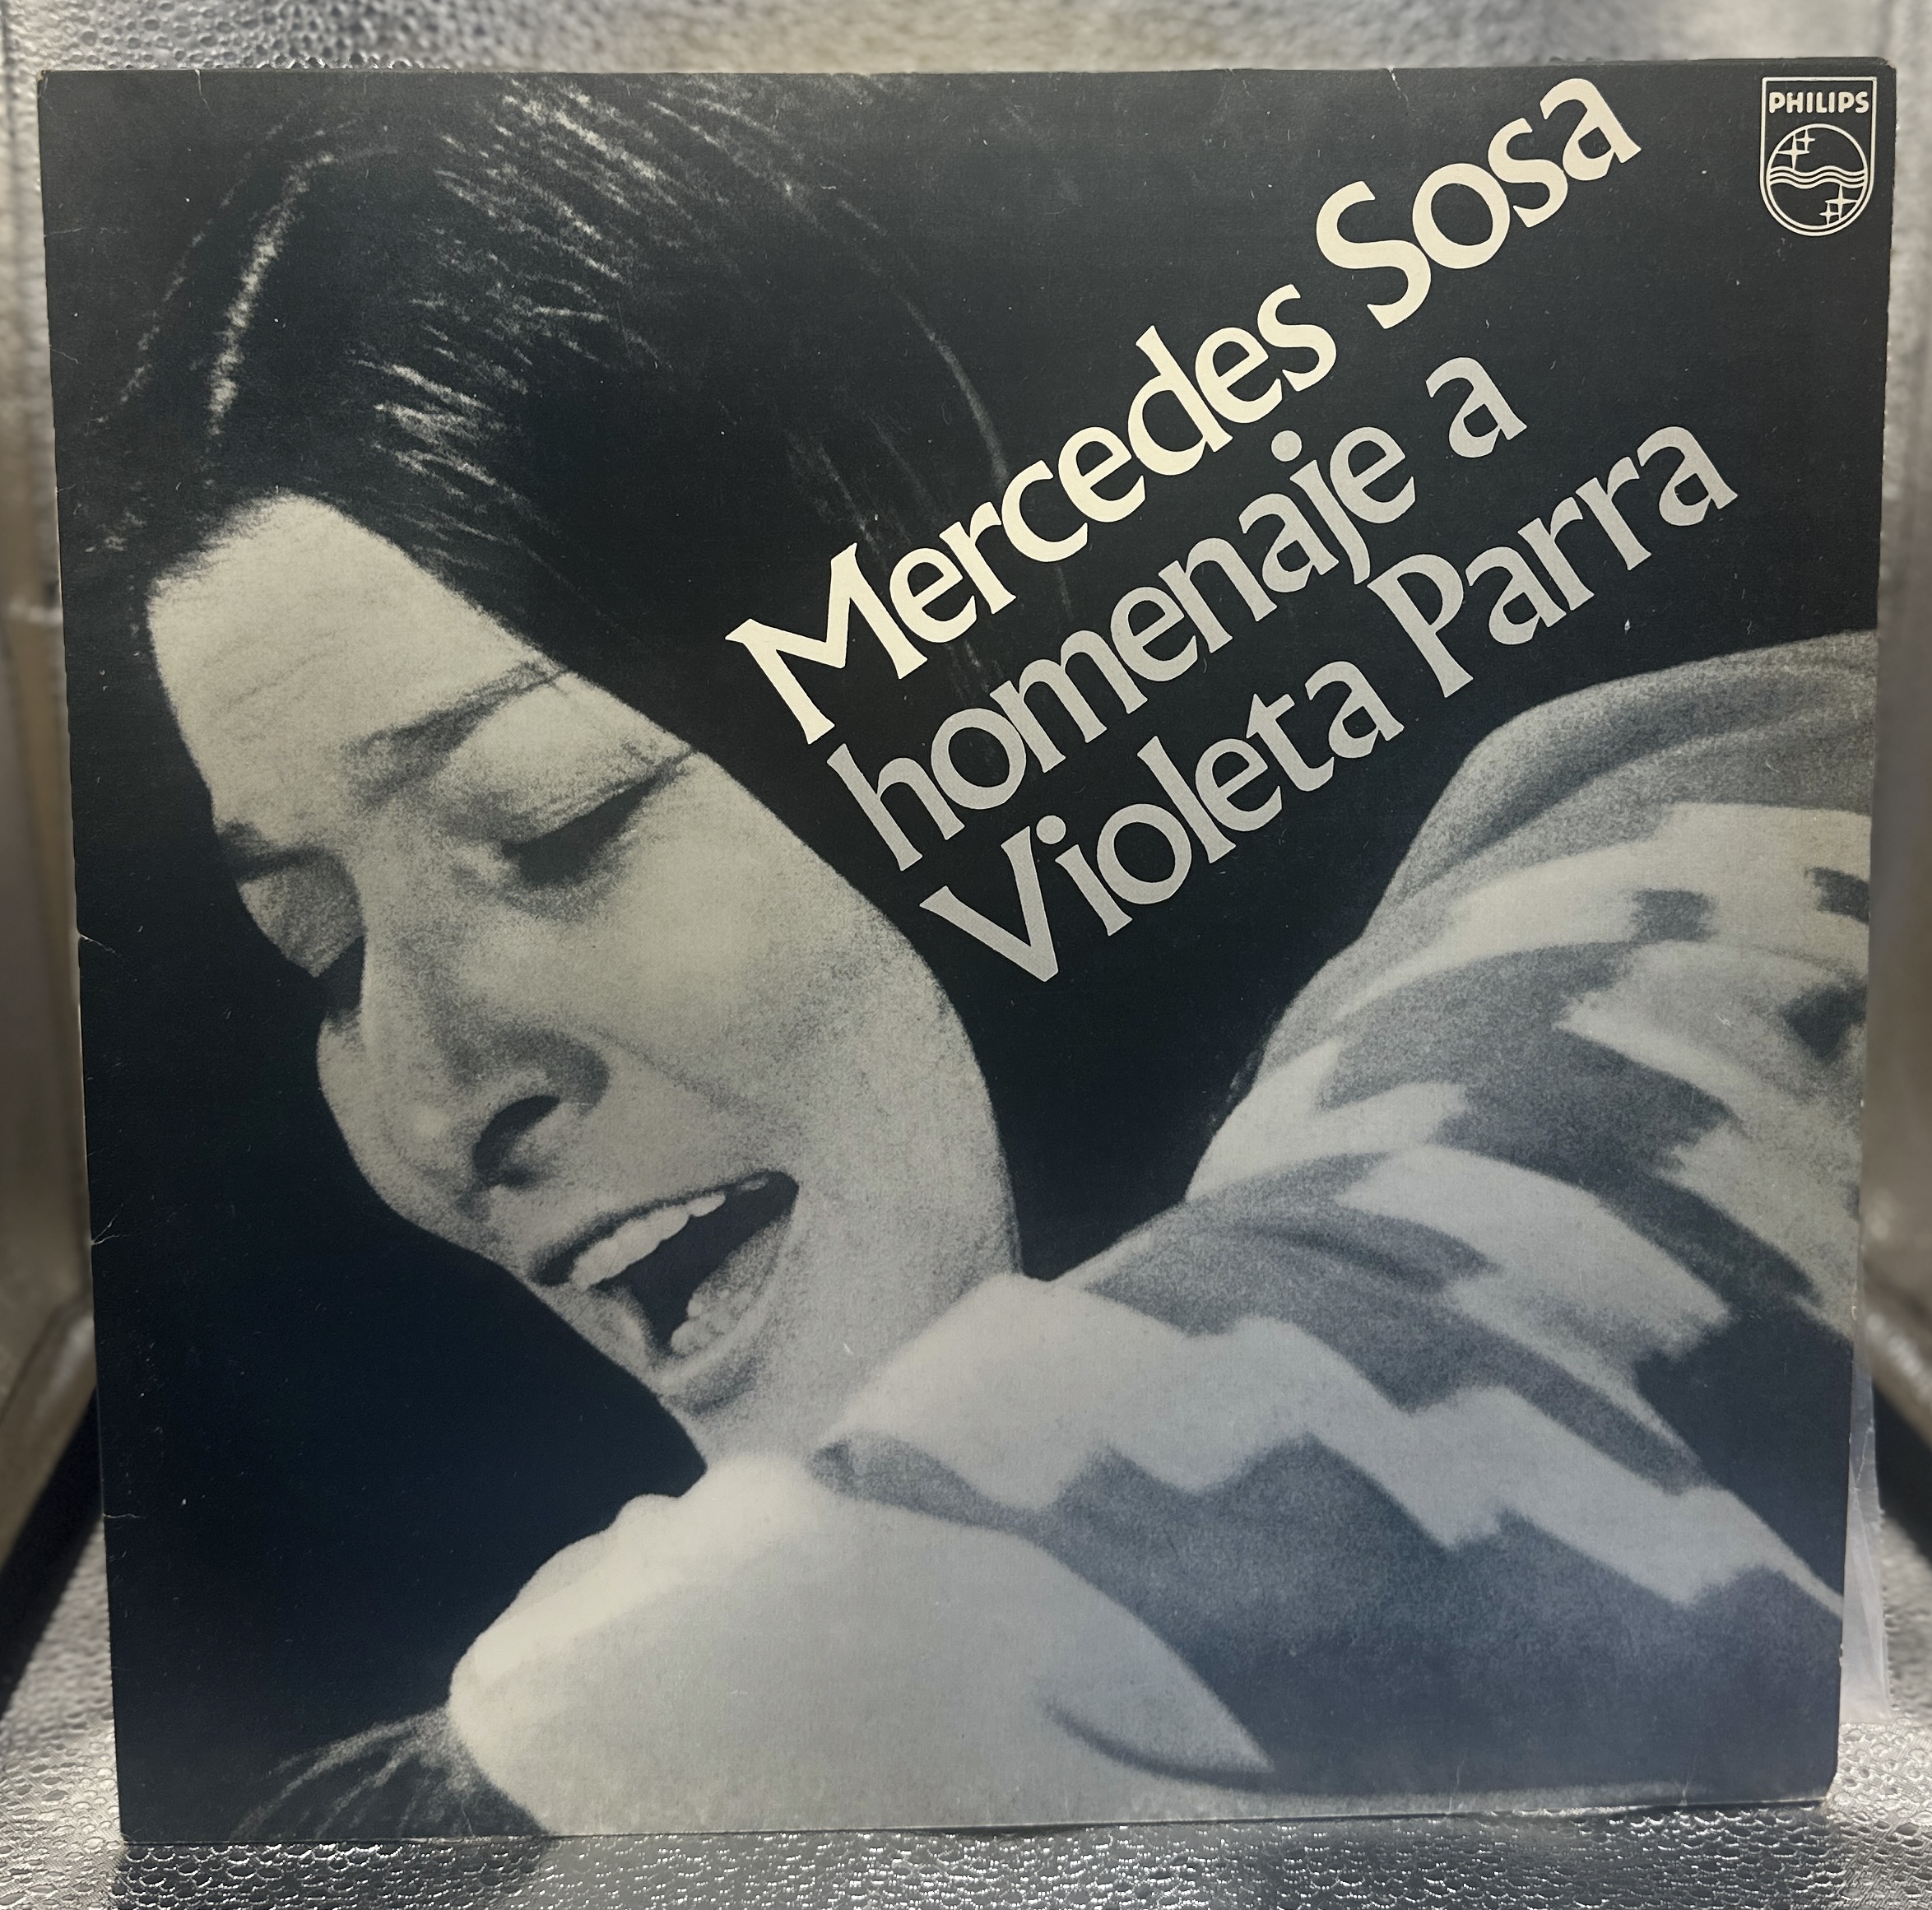 PHILIPS
Mercedes Sosa
homenaje a
Violeta Parra